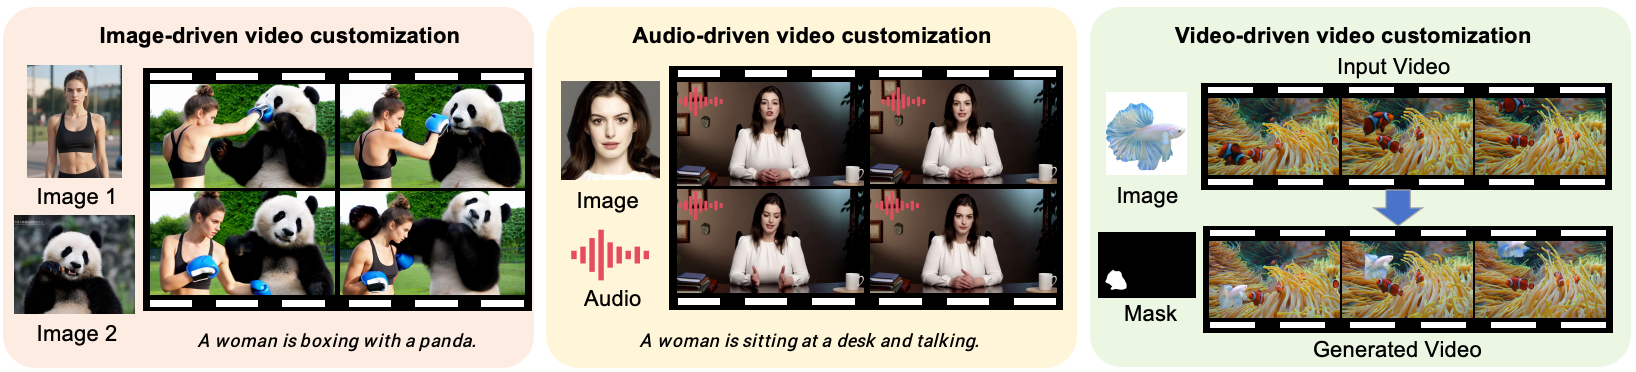 Image-driven video customization
Image 1
Image 2
A woman is boxing with a panda.
Audio-driven video customization
Image
Audio
A woman is sitting at a desk and talking.
Video-driven video customization
Input Video
Image
Mask
Generated Video